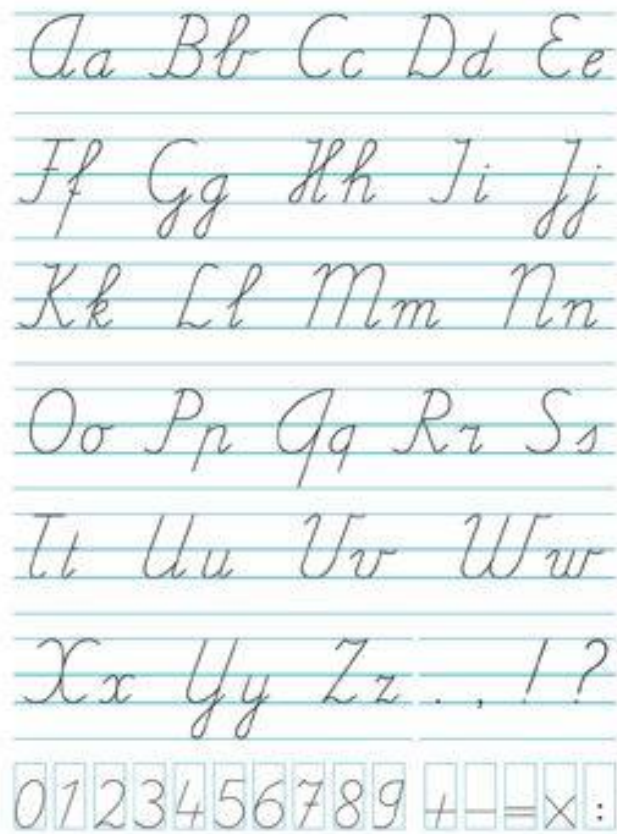 Aa Bb Cc Dd Ee
Ff Gg Hh Ii Jj
Kk Ll Mm Nn
Oo Pp Qq Rr Ss
Tt Uu Vv Ww
Xx Yy Zz . , ! ?
0 1 2 3 4 5 6 7 8 9 + - = × :